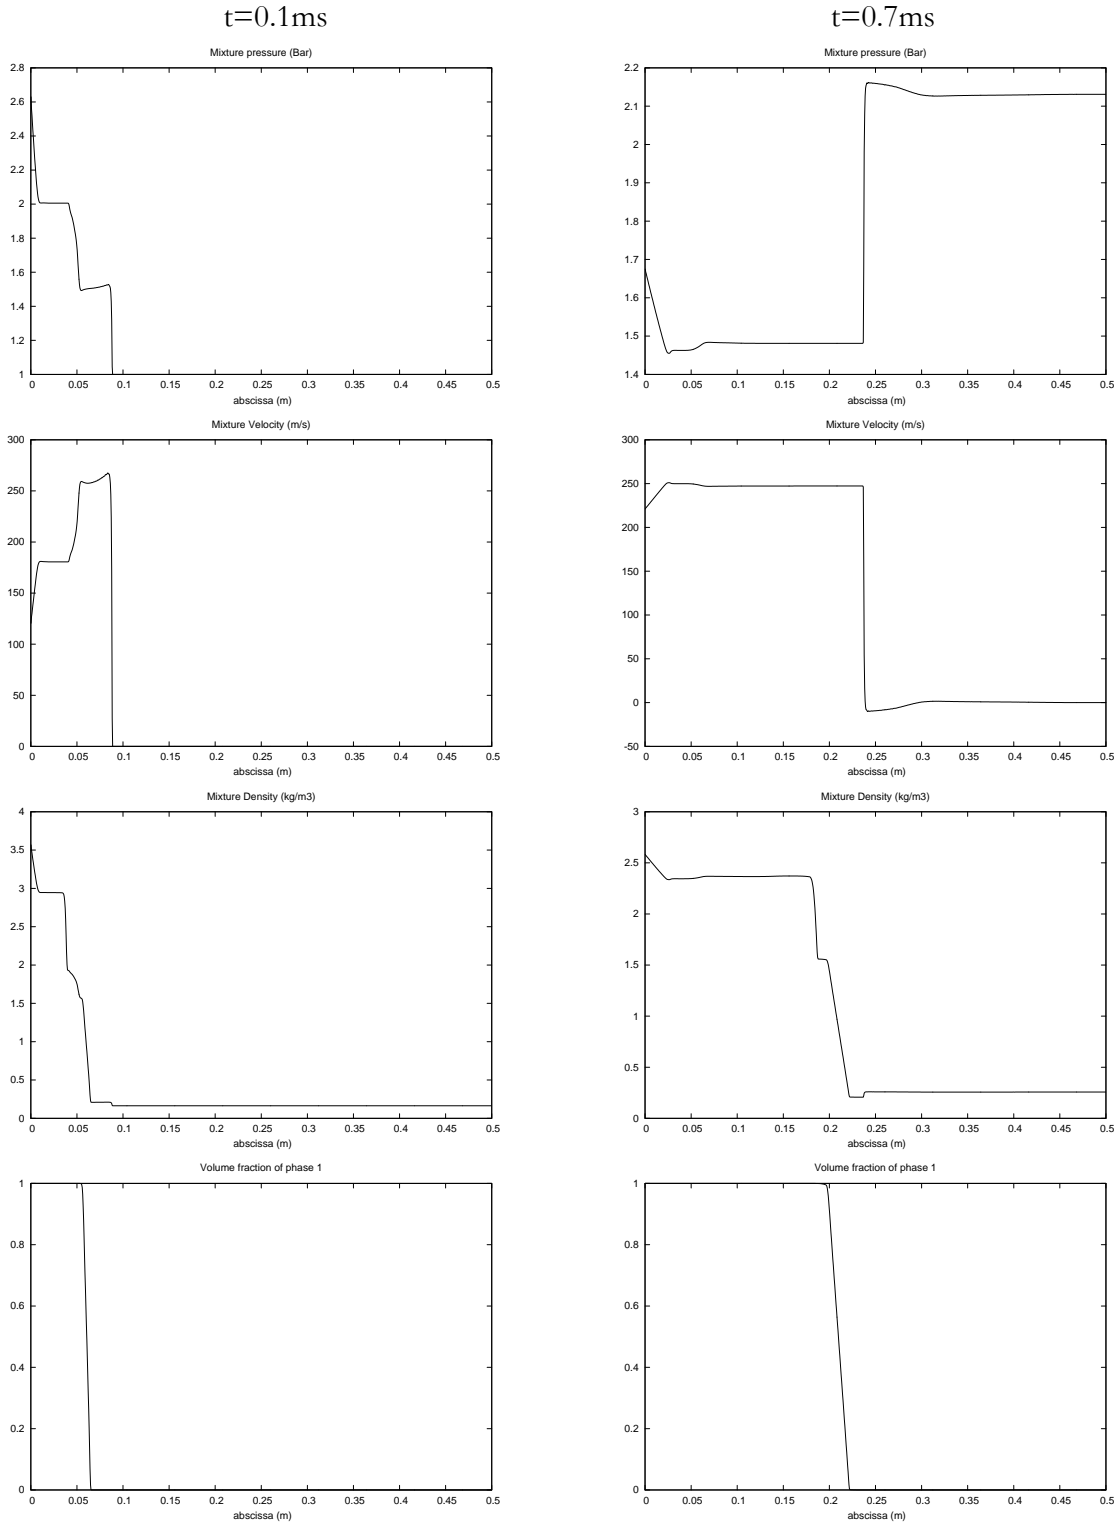 t=0.1ms
t=0.7ms
Mixture pressure (Bar)
2.8
2.6
2.4
2.2
2
1.8
1.6
1.4
1.2
1
0 0.05 0.1 0.15 0.2 0.25 0.3 0.35 0.4 0.45 0.5
abscissa (m)
Mixture pressure (Bar)
2.2
2.1
2
1.9
1.8
1.7
1.6
1.5
1.4
0 0.05 0.1 0.15 0.2 0.25 0.3 0.35 0.4 0.45 0.5
abscissa (m)
Mixture Velocity (m/s)
300
250
200
150
100
50
0
0 0.05 0.1 0.15 0.2 0.25 0.3 0.35 0.4 0.45 0.5
abscissa (m)
Mixture Velocity (m/s)
300
250
200
150
100
50
0
-50
0 0.05 0.1 0.15 0.2 0.25 0.3 0.35 0.4 0.45 0.5
abscissa (m)
Mixture Density (kg/m3)
4
3.5
3
2.5
2
1.5
1
0.5
0
0 0.05 0.1 0.15 0.2 0.25 0.3 0.35 0.4 0.45 0.5
abscissa (m)
Mixture Density (kg/m3)
3
2.5
2
1.5
1
0.5
0
0 0.05 0.1 0.15 0.2 0.25 0.3 0.35 0.4 0.45 0.5
abscissa (m)
Volume fraction of phase 1
1
0.8
0.6
0.4
0.2
0
0 0.05 0.1 0.15 0.2 0.25 0.3 0.35 0.4 0.45 0.5
abscissa (m)
Volume fraction of phase 1
1
0.8
0.6
0.4
0.2
0
0 0.05 0.1 0.15 0.2 0.25 0.3 0.35 0.4 0.45 0.5
abscissa (m)